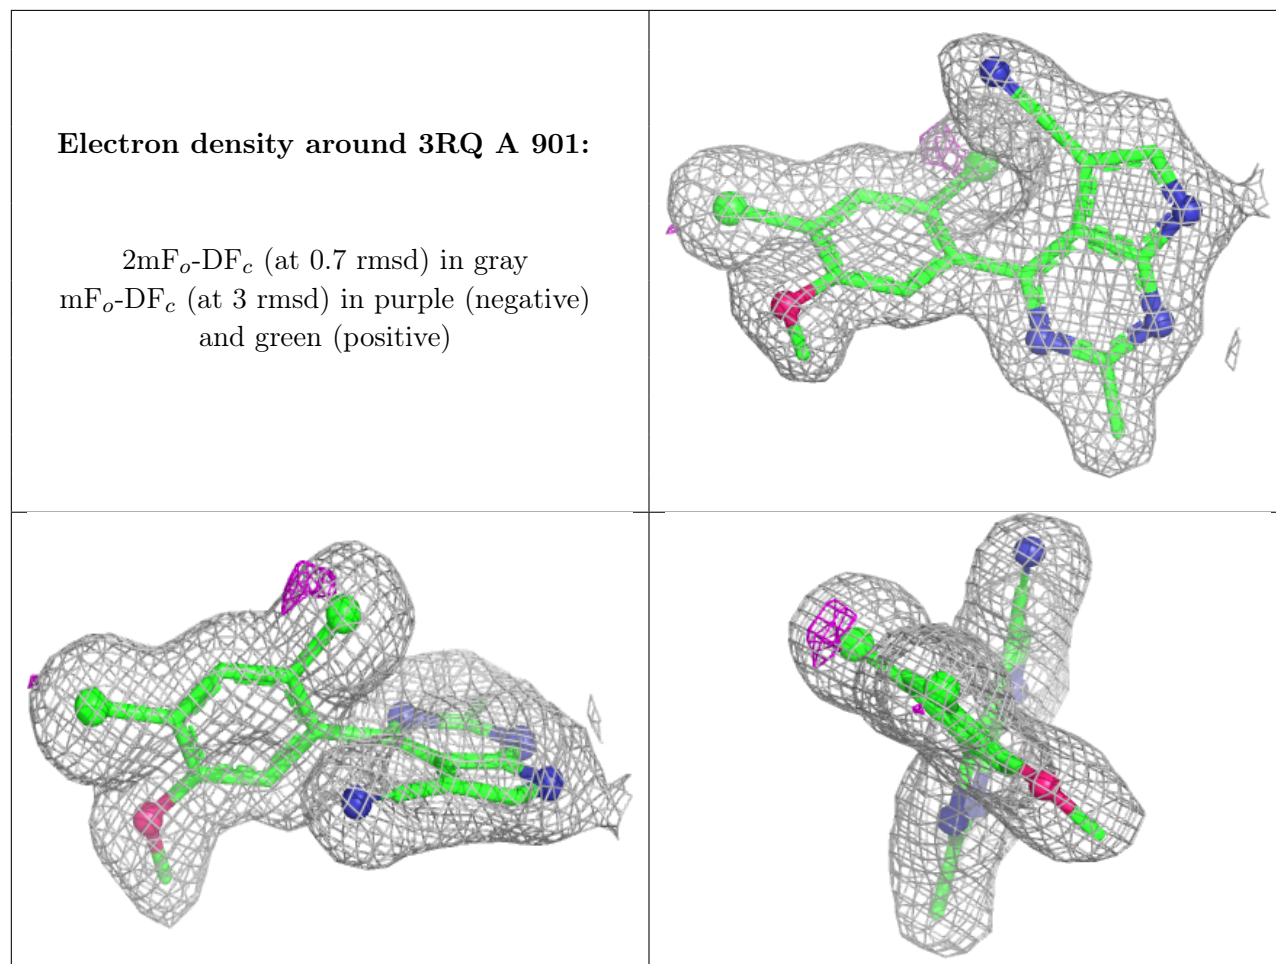 Electron density around 3RQ A 901:
2mFo-DFc (at 0.7 rmsd) in gray
mFo-DFc (at 3 rmsd) in purple (negative)
and green (positive)